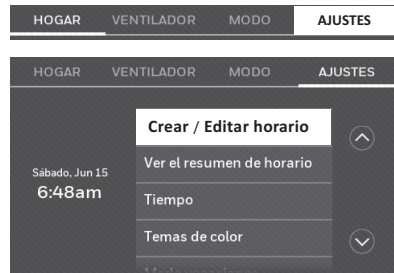 HOGAR VENTILADOR MODO AJUSTES
HOGAR VENTILADOR MODO AJUSTES
Crear / Editar horario
Ver el resumen de horario
Sábado, Jun 15
6:48am
Tiempo
Temas de color